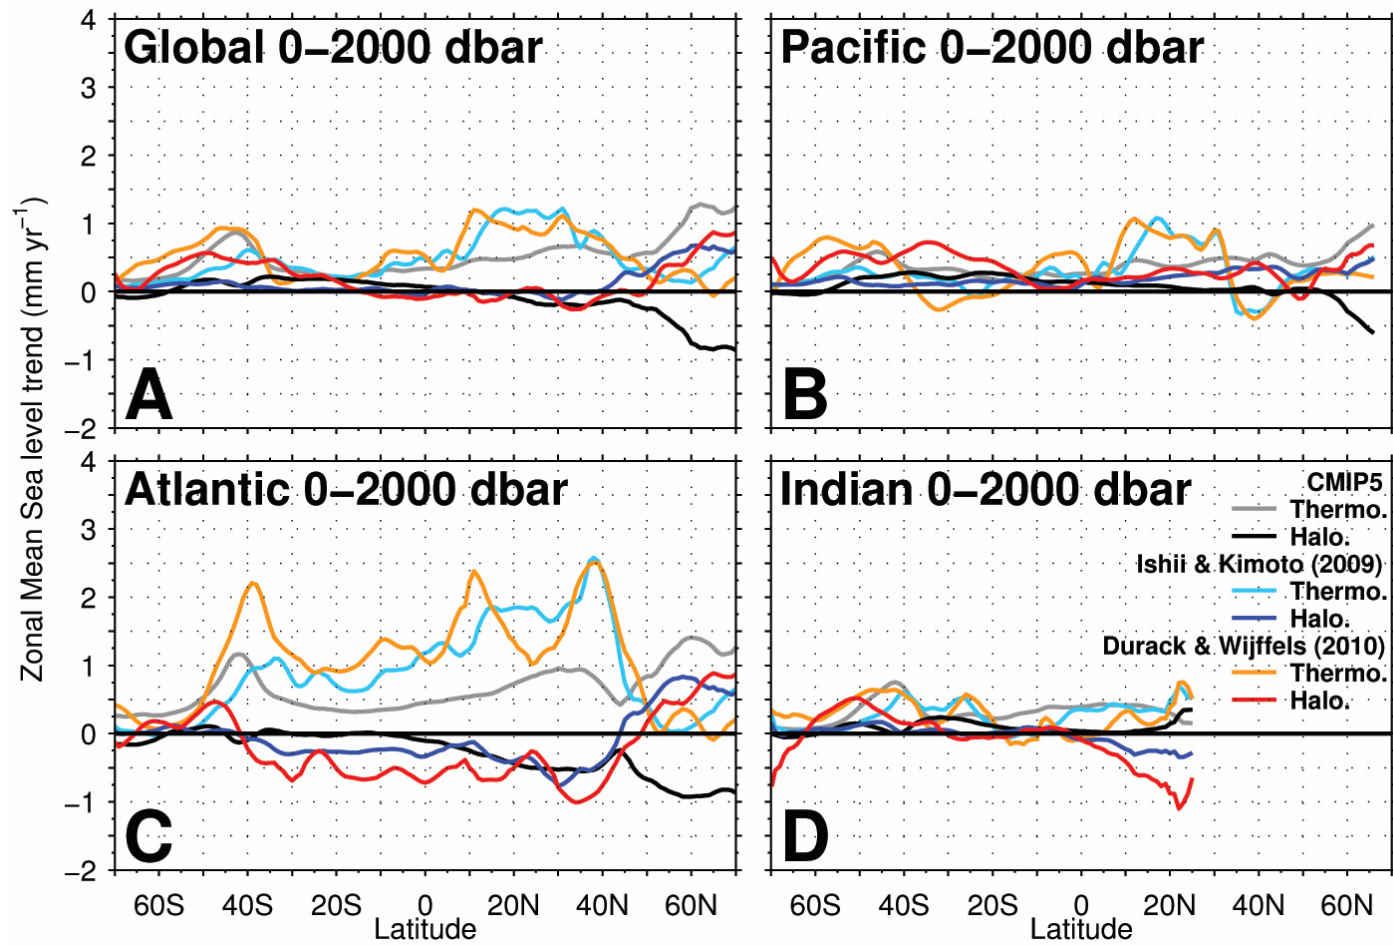 Global 0−2000 dbar
Pacific 0−2000 dbar
4
3
2
1
0
−1
−2
A
B
Zonal Mean Sea level trend (mm yr−1)
Atlantic 0−2000 dbar
Indian 0−2000 dbar
4
3
2
1
0
−1
−2
CMIP5
Thermo.
Halo.
Ishii & Kimoto (2009)
Thermo.
Halo.
Durack & Wijffels (2010)
Thermo.
Halo.
C
D
60S 40S 20S 0 20N 40N 60N
60S 40S 20S 0 20N 40N 60N
Latitude
Latitude